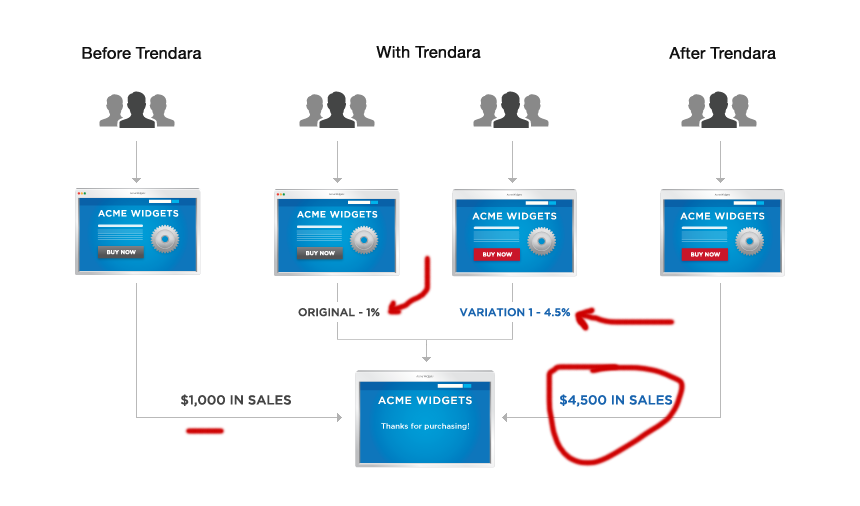 Before Trendara
With Trendara
After Trendara
ACME WIDGETS
BUY NOW
ACME WIDGETS
BUY NOW
ACME WIDGETS
BUY NOW
ACME WIDGETS
BUY NOW
ORIGINAL - 1%
VARIATION 1 - 4.5%
$1,000 IN SALES
$4,500 IN SALES
ACME WIDGETS
Thanks for purchasing!